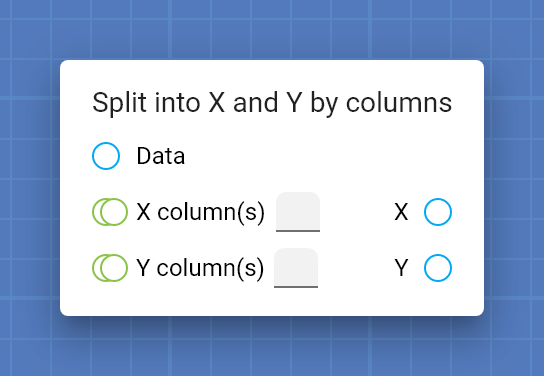 Split into X and Y by columns
Data
X column(s) X
Y column(s) Y